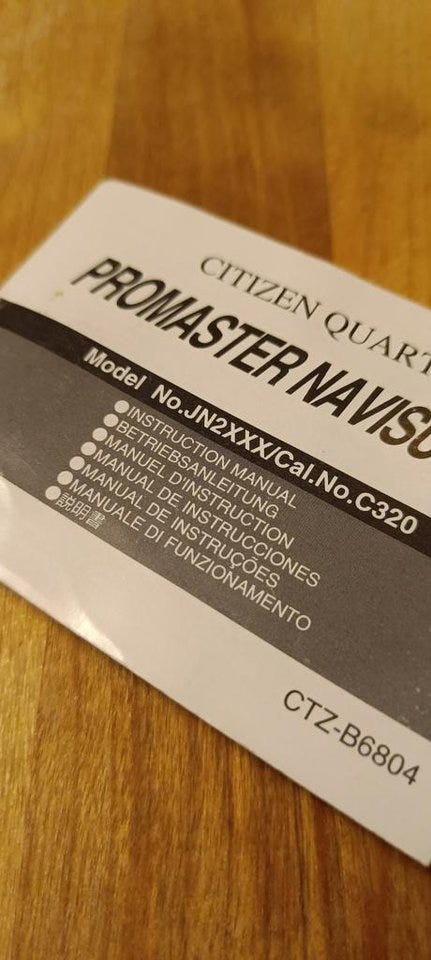 CITIZEN QUART
PROMASTER NAVISO
Model No.JN2XXX/Cal.No.C320
●INSTRUCTION MANUAL
●BETRIEBSANLEITUNG
●MANUEL D'INSTRUCTION
●MANUAL DE INSTRUCCIONES
●MANUAL DE INSTRUÇÕES
●MANUALE DI FUNZIONAMENTO
●説明書
CTZ-B6804